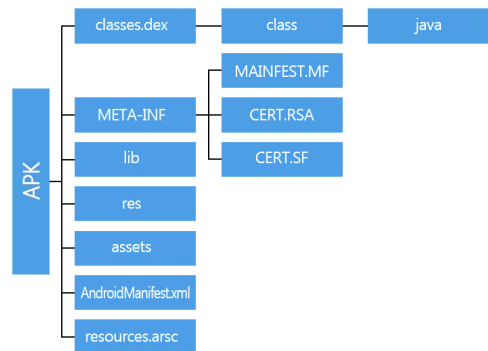 classes.dex
class
java
MAINFEST.MF
META-INF
CERT.RSA
CERT.SF
lib
APK
res
assets
AndroidManifest.xml
resources.arsc